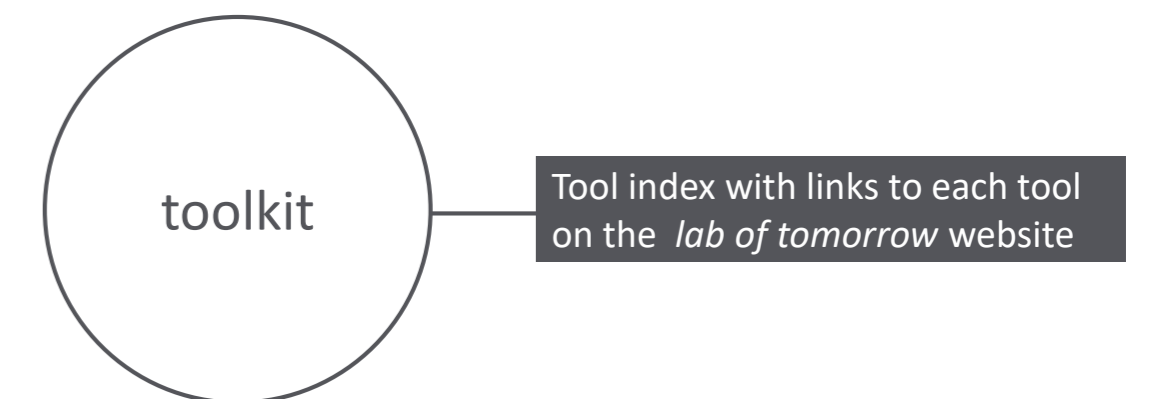 toolkit
Tool index with links to each tool
on the lab of tomorrow website